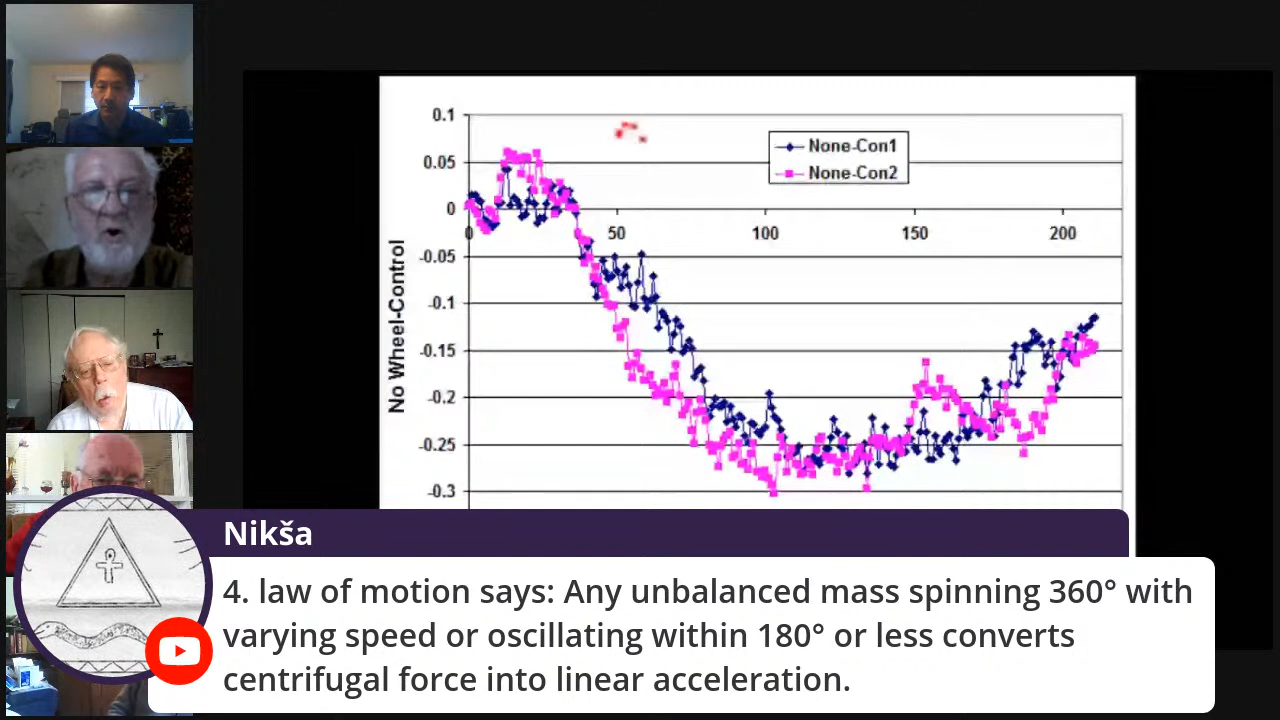 0.1
None-Con1
0.05
None-Con2
0
0
50
100
150
200
-0.05
-0.1
-0.15
-0.2
-0.25
-0.3
No Wheel-Control
Nikša
4. law of motion says: Any unbalanced mass spinning 360° with
varying speed or oscillating within 180° or less converts
centrifugal force into linear acceleration.